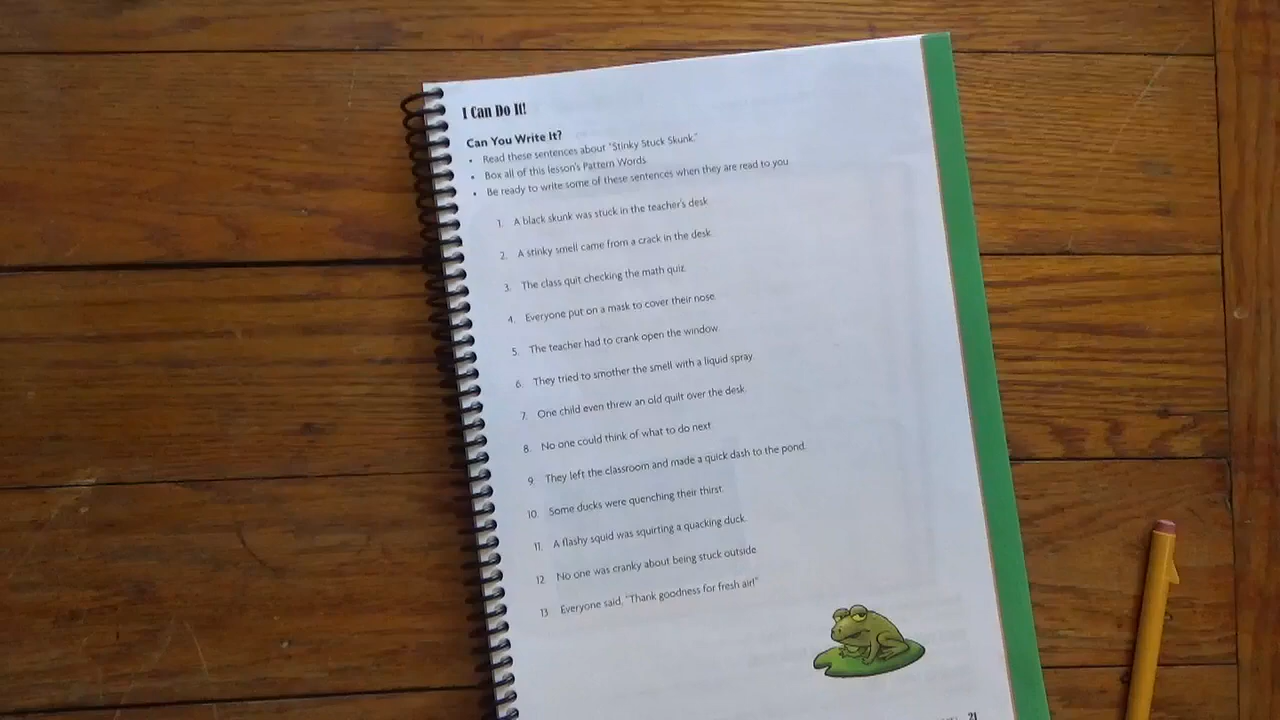 I Can Do It!
Can You Write It?
• Read these sentences about "Stinky Stuck Skunk."
• Box all of this lesson's Pattern Words.
• Be ready to write some of these sentences when they are read to you.
1. A black skunk was stuck in the teacher's desk.
2. A stinky smell came from a crack in the desk.
3. The class quit checking the math quiz.
4. Everyone put on a mask to cover their nose.
5. The teacher had to crank open the window.
6. They tried to smother the smell with a liquid spray.
7. One child even threw an old quilt over the desk.
8. No one could think of what to do next.
9. They left the classroom and made a quick dash to the pond.
10. Some ducks were quenching their thirst.
11. A flashy squid was squirting a quacking duck.
12. No one was cranky about being stuck outside.
13. Everyone said, "Thank goodness for fresh air!"
21